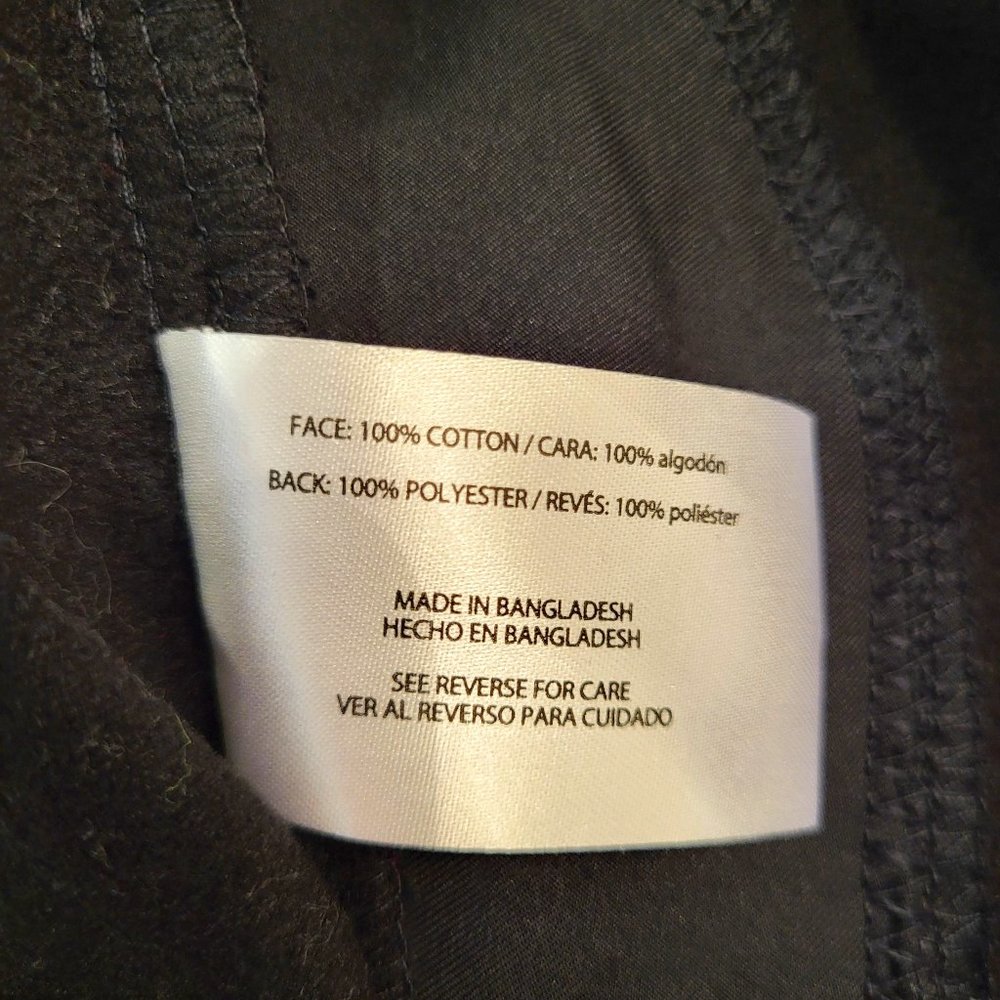 FACE: 100% COTTON / CARA: 100% algodón
BACK: 100% POLYESTER / REVÉS: 100% poliéster
MADE IN BANGLADESH
HECHO EN BANGLADESH
SEE REVERSE FOR CARE
VER AL REVERSO PARA CUIDADO